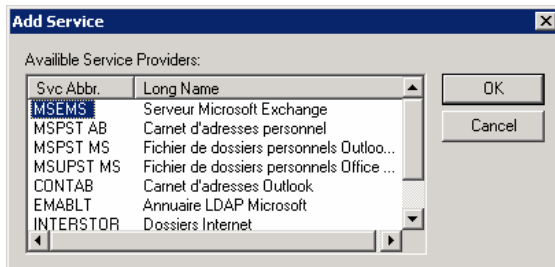 Add Service
Availible Service Providers:
Svc Abbr. Long Name
MSEMS Serveur Microsoft Exchange
MSPST AB Carnet d'adresses personnel
MSPST MS Fichier de dossiers personnels Outloo...
MSUPST MS Fichier de dossiers personnels Office ...
CONTAB Carnet d'adresses Outlook
EMABLT Annuaire LDAP Microsoft
INTERSTOR Dossiers Internet
OK
Cancel